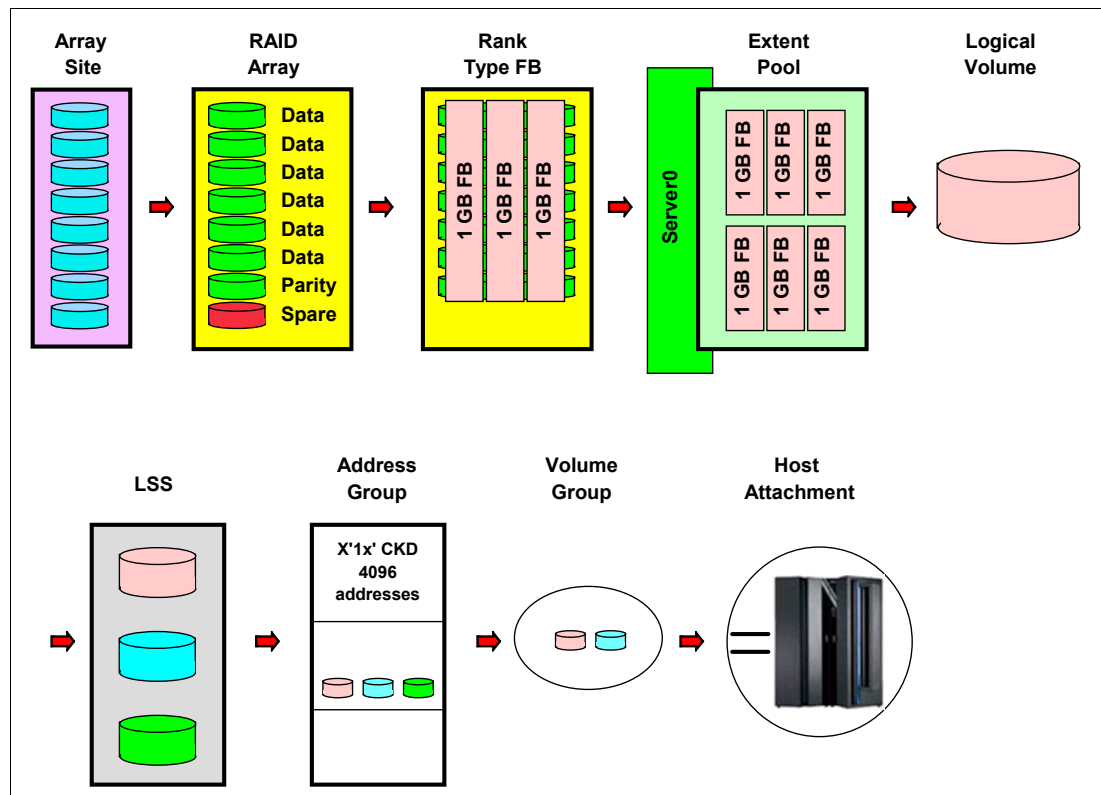 Array
Site
RAID
Array
Rank
Type FB
Extent
Pool
Logical
Volume
Data
Data
Data
Data
Data
Data
Parity
Spare
1 GB FB
1 GB FB
1 GB FB
Server0
1 GB FB
1 GB FB
1 GB FB
1 GB FB
1 GB FB
1 GB FB
LSS
Address
Group
Volume
Group
Host
Attachment
X'1x' CKD
4096
addresses